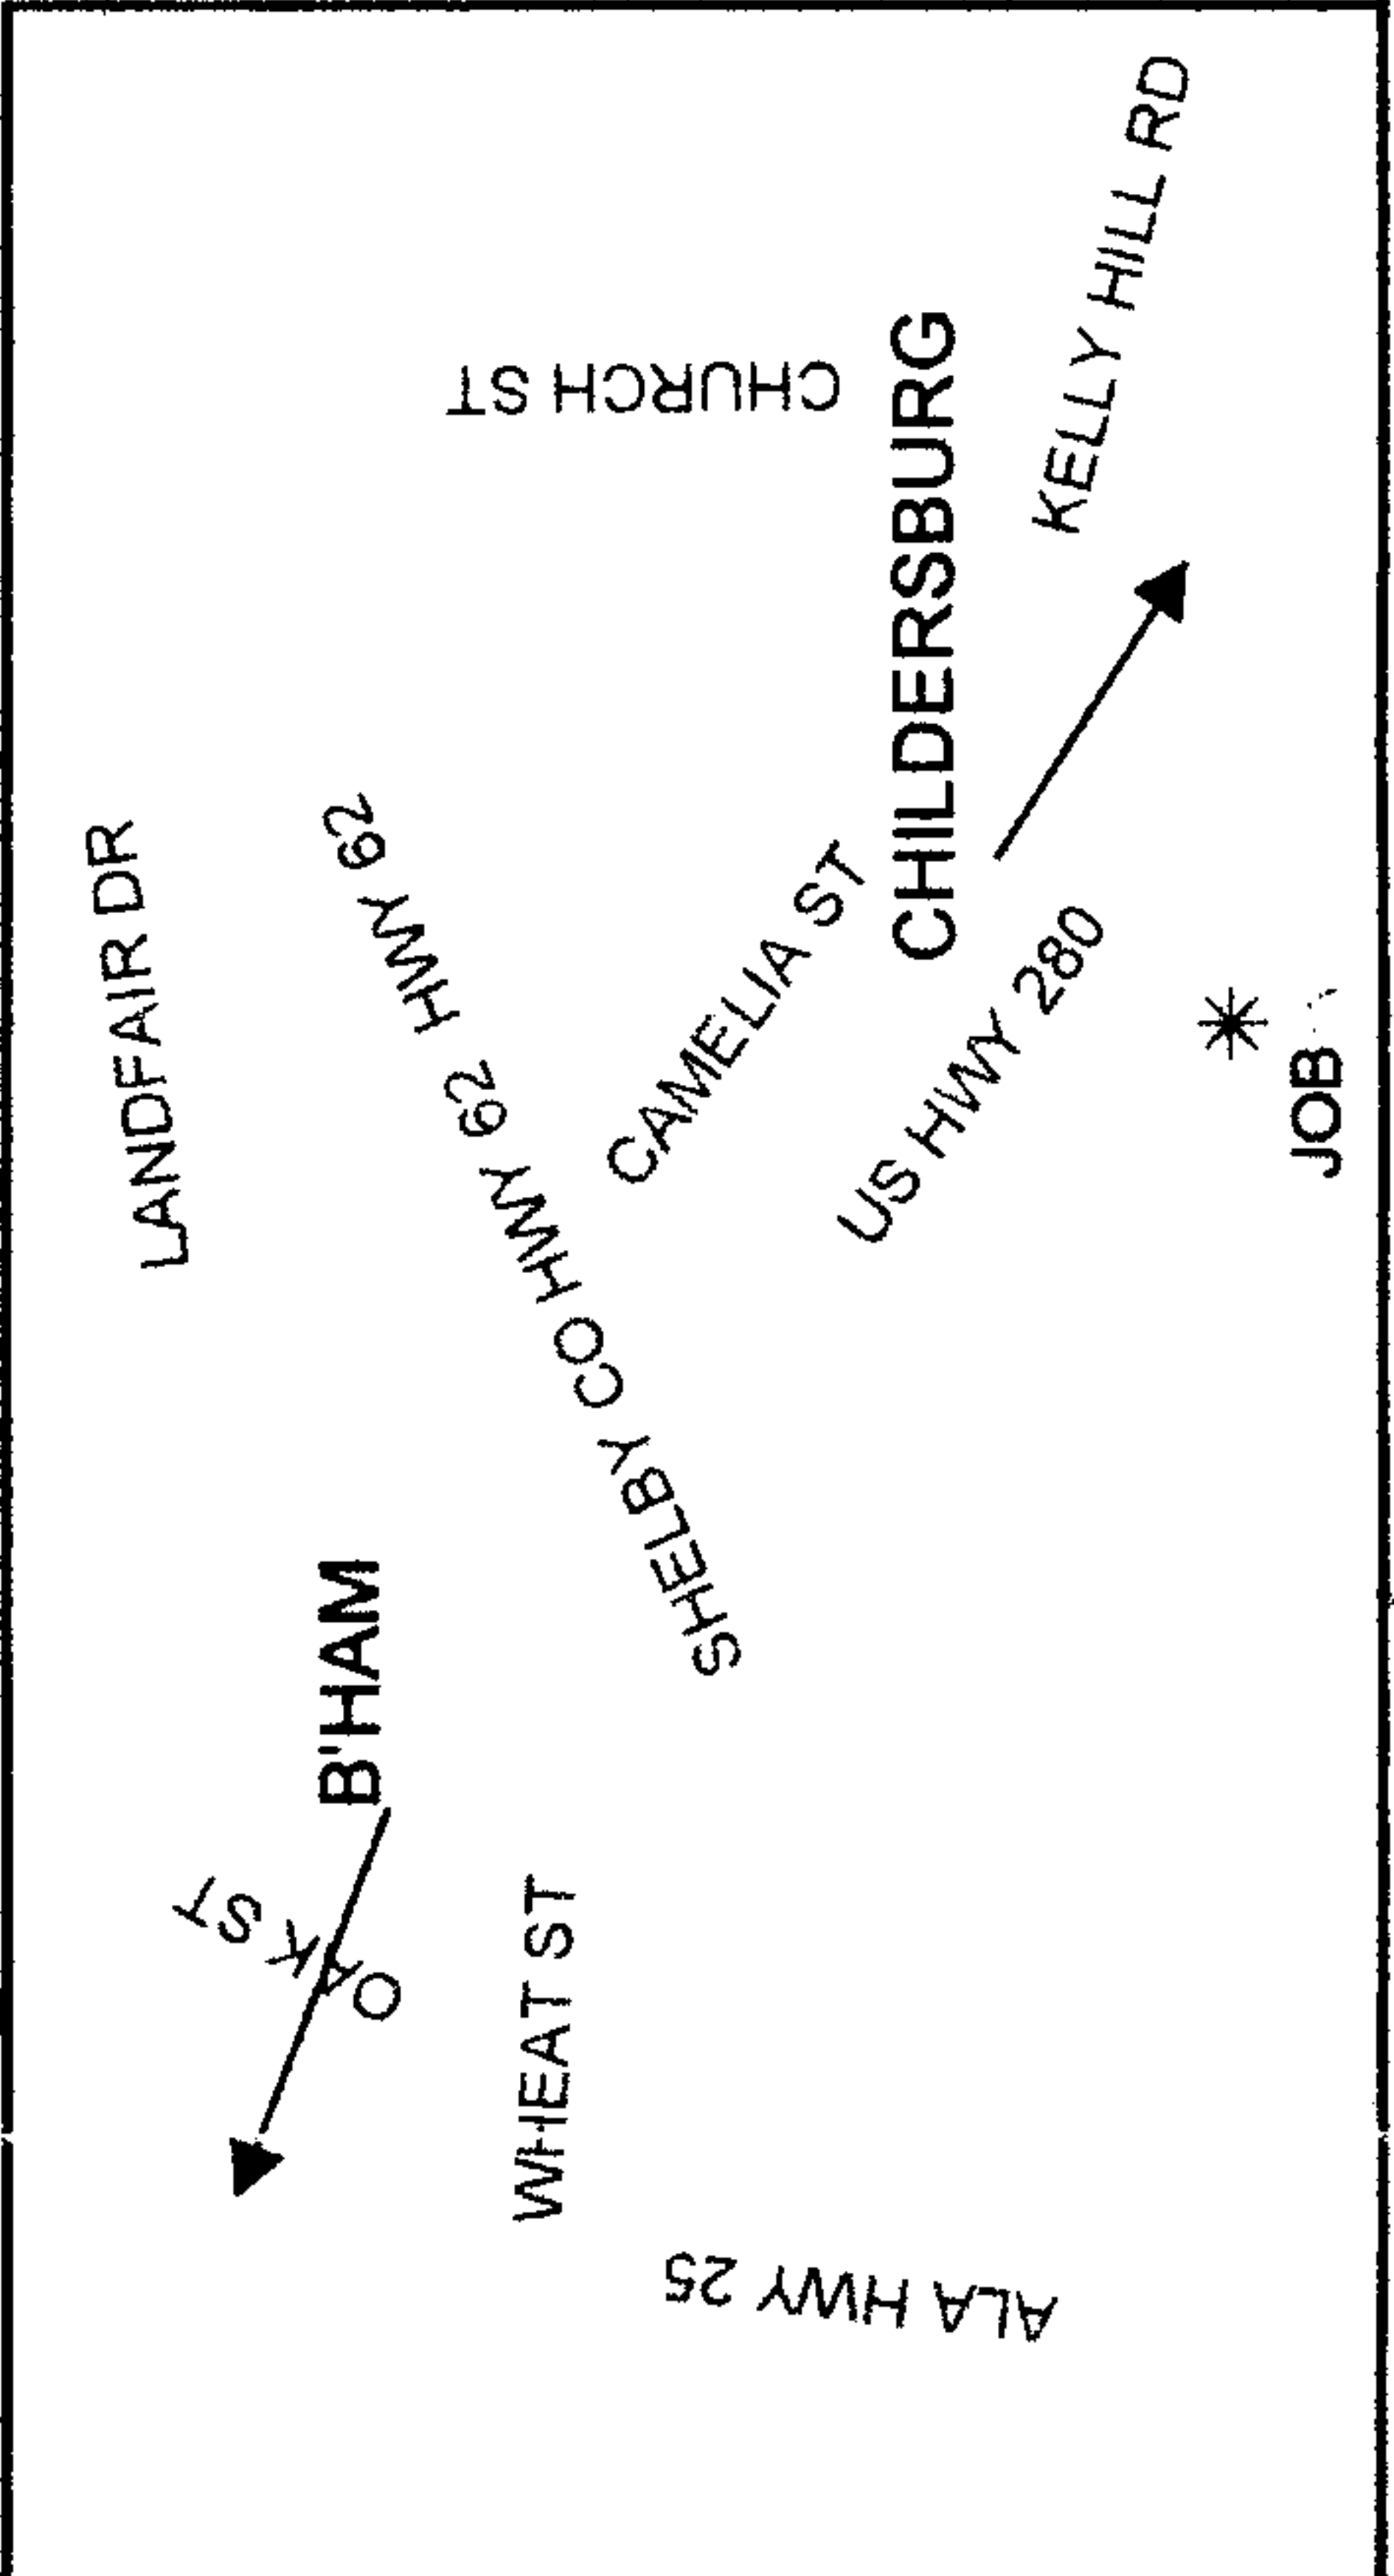 LANDFAIR DR
OAK ST
B'HAM
HWY 62
SHELBY CO HWY 62
CHURCH ST
WHEAT ST
CAMELIA ST
ALA HWY 25
CHILDERSBURG
US HWY 280
KELLY HILL RD
JOB